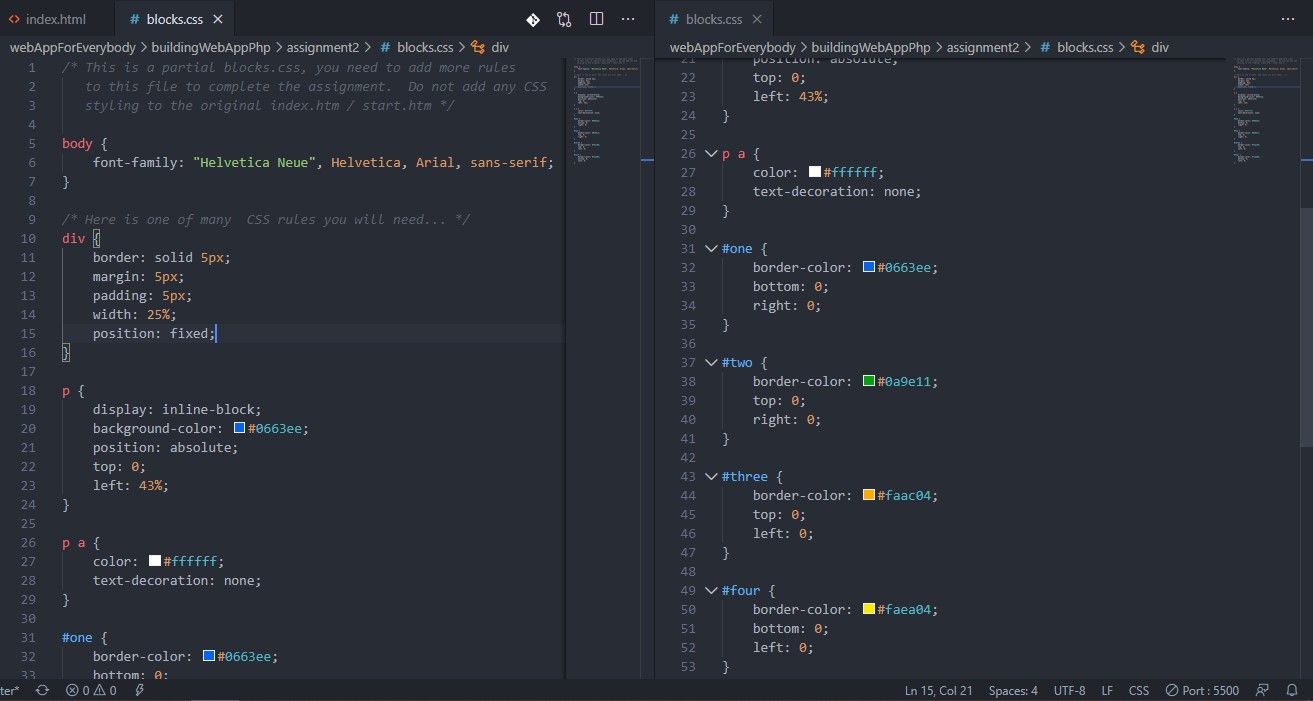 index.html
# blocks.css ×
webAppForEverybody > buildingWebAppPhp > assignment2 > # blocks.css > div
1 /* This is a partial blocks.css, you need to add more rules
2 to this file to complete the assignment.  Do not add any CSS
3 styling to the original index.htm / start.htm */
4
5 body {
6 font-family: "Helvetica Neue", Helvetica, Arial, sans-serif;
7 }
8
9 /* Here is one of many  CSS rules you will need... */
10 div {
11 border: solid 5px;
12 margin: 5px;
13 padding: 5px;
14 width: 25%;
15 position: fixed;
16 }
17
18 p {
19 display: inline-block;
20 background-color: #0663ee;
21 position: absolute;
22 top: 0;
23 left: 43%;
24 }
25
26 p a {
27 color: #ffffff;
28 text-decoration: none;
29 }
30
31 #one {
32 border-color: #0663ee;
33 bottom: 0;
# blocks.css ×
webAppForEverybody > buildingWebAppPhp > assignment2 > # blocks.css > div
21 position: absolute;
22 top: 0;
23 left: 43%;
24 }
25
26 p a {
27 color: #ffffff;
28 text-decoration: none;
29 }
30
31 #one {
32 border-color: #0663ee;
33 bottom: 0;
34 right: 0;
35 }
36
37 #two {
38 border-color: #0a9e11;
39 top: 0;
40 right: 0;
41 }
42
43 #three {
44 border-color: #faac04;
45 top: 0;
46 left: 0;
47 }
48
49 #four {
50 border-color: #faea04;
51 bottom: 0;
52 left: 0;
53 }
ter* 0 0 Ln 15, Col 21 Spaces: 4 UTF-8 LF CSS Port : 5500